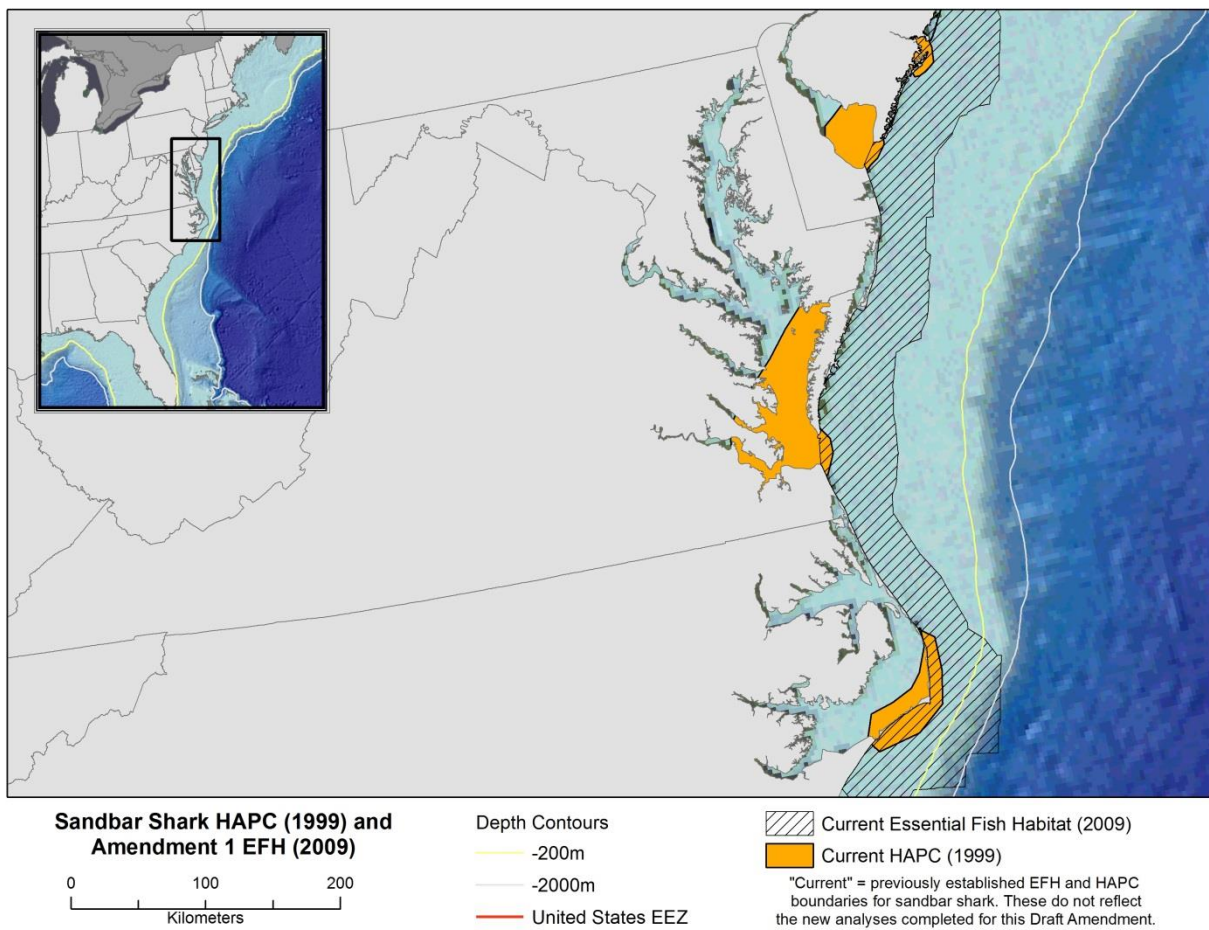 Sandbar Shark HAPC (1999) and
Amendment 1 EFH (2009)
0 100 200
Kilometers
Depth Contours
-200m
-2000m
United States EEZ
Current Essential Fish Habitat (2009)
Current HAPC (1999)
"Current" = previously established EFH and HAPC
boundaries for sandbar shark. These do not reflect
the new analyses completed for this Draft Amendment.